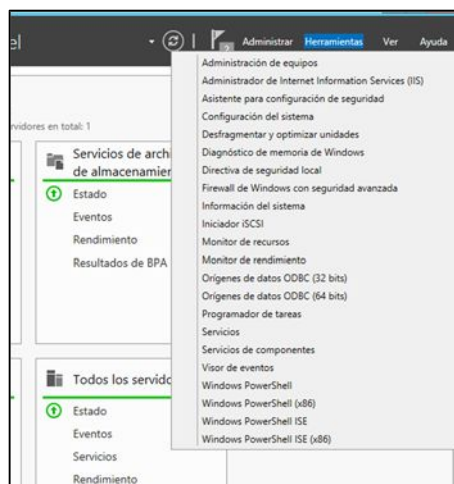 el
2
Administrar Herramientas Ver Ayuda
Administración de equipos
Administrador de Internet Information Services (IIS)
Asistente para configuración de seguridad
Configuración del sistema
Desfragmentar y optimizar unidades
Diagnóstico de memoria de Windows
Directiva de seguridad local
Firewall de Windows con seguridad avanzada
Información del sistema
Iniciador iSCSI
Monitor de recursos
Monitor de rendimiento
Orígenes de datos ODBC (32 bits)
Orígenes de datos ODBC (64 bits)
Programador de tareas
Servicios
Servicios de componentes
Visor de eventos
Windows PowerShell
Windows PowerShell (x86)
Windows PowerShell ISE
Windows PowerShell ISE (x86)
vidores en total: 1
Servicios de archi
de almacenamier
Estado
Eventos
Rendimiento
Resultados de BPA
Todos los servido
Estado
Eventos
Servicios
Rendimiento